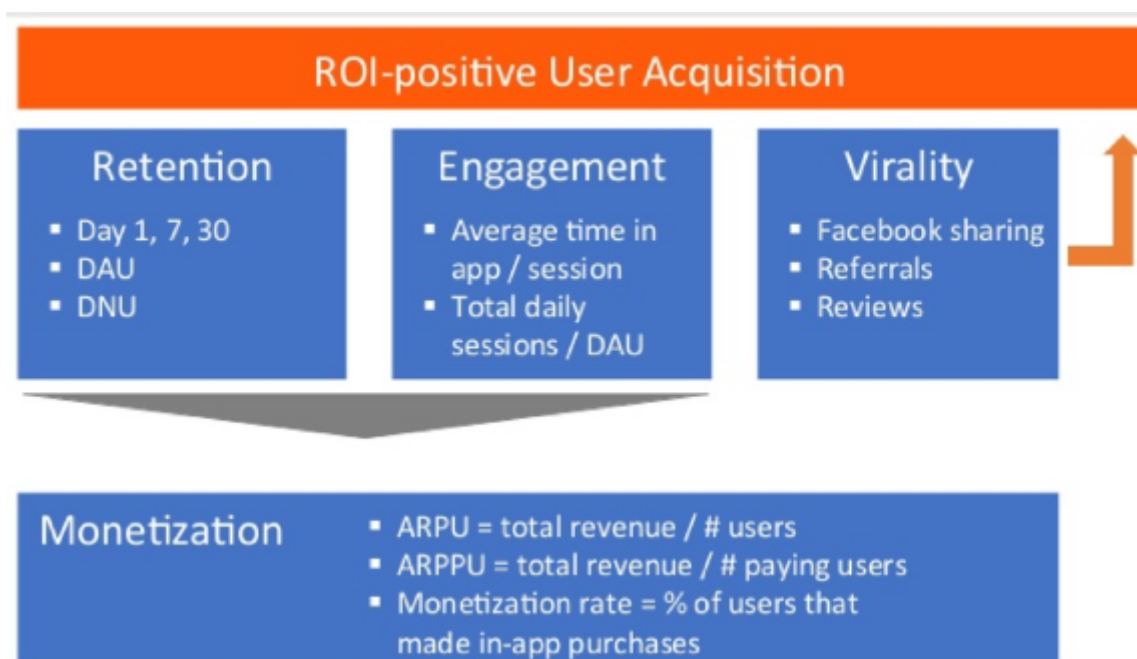 ROI-positive User Acquisition
Retention
▪ Day 1, 7, 30
▪ DAU
▪ DNU
Engagement
▪ Average time in
app / session
▪ Total daily
sessions / DAU
Virality
▪ Facebook sharing
▪ Referrals
▪ Reviews
Monetization
▪ ARPU = total revenue / # users
▪ ARPPU = total revenue / # paying users
▪ Monetization rate = % of users that
made in-app purchases